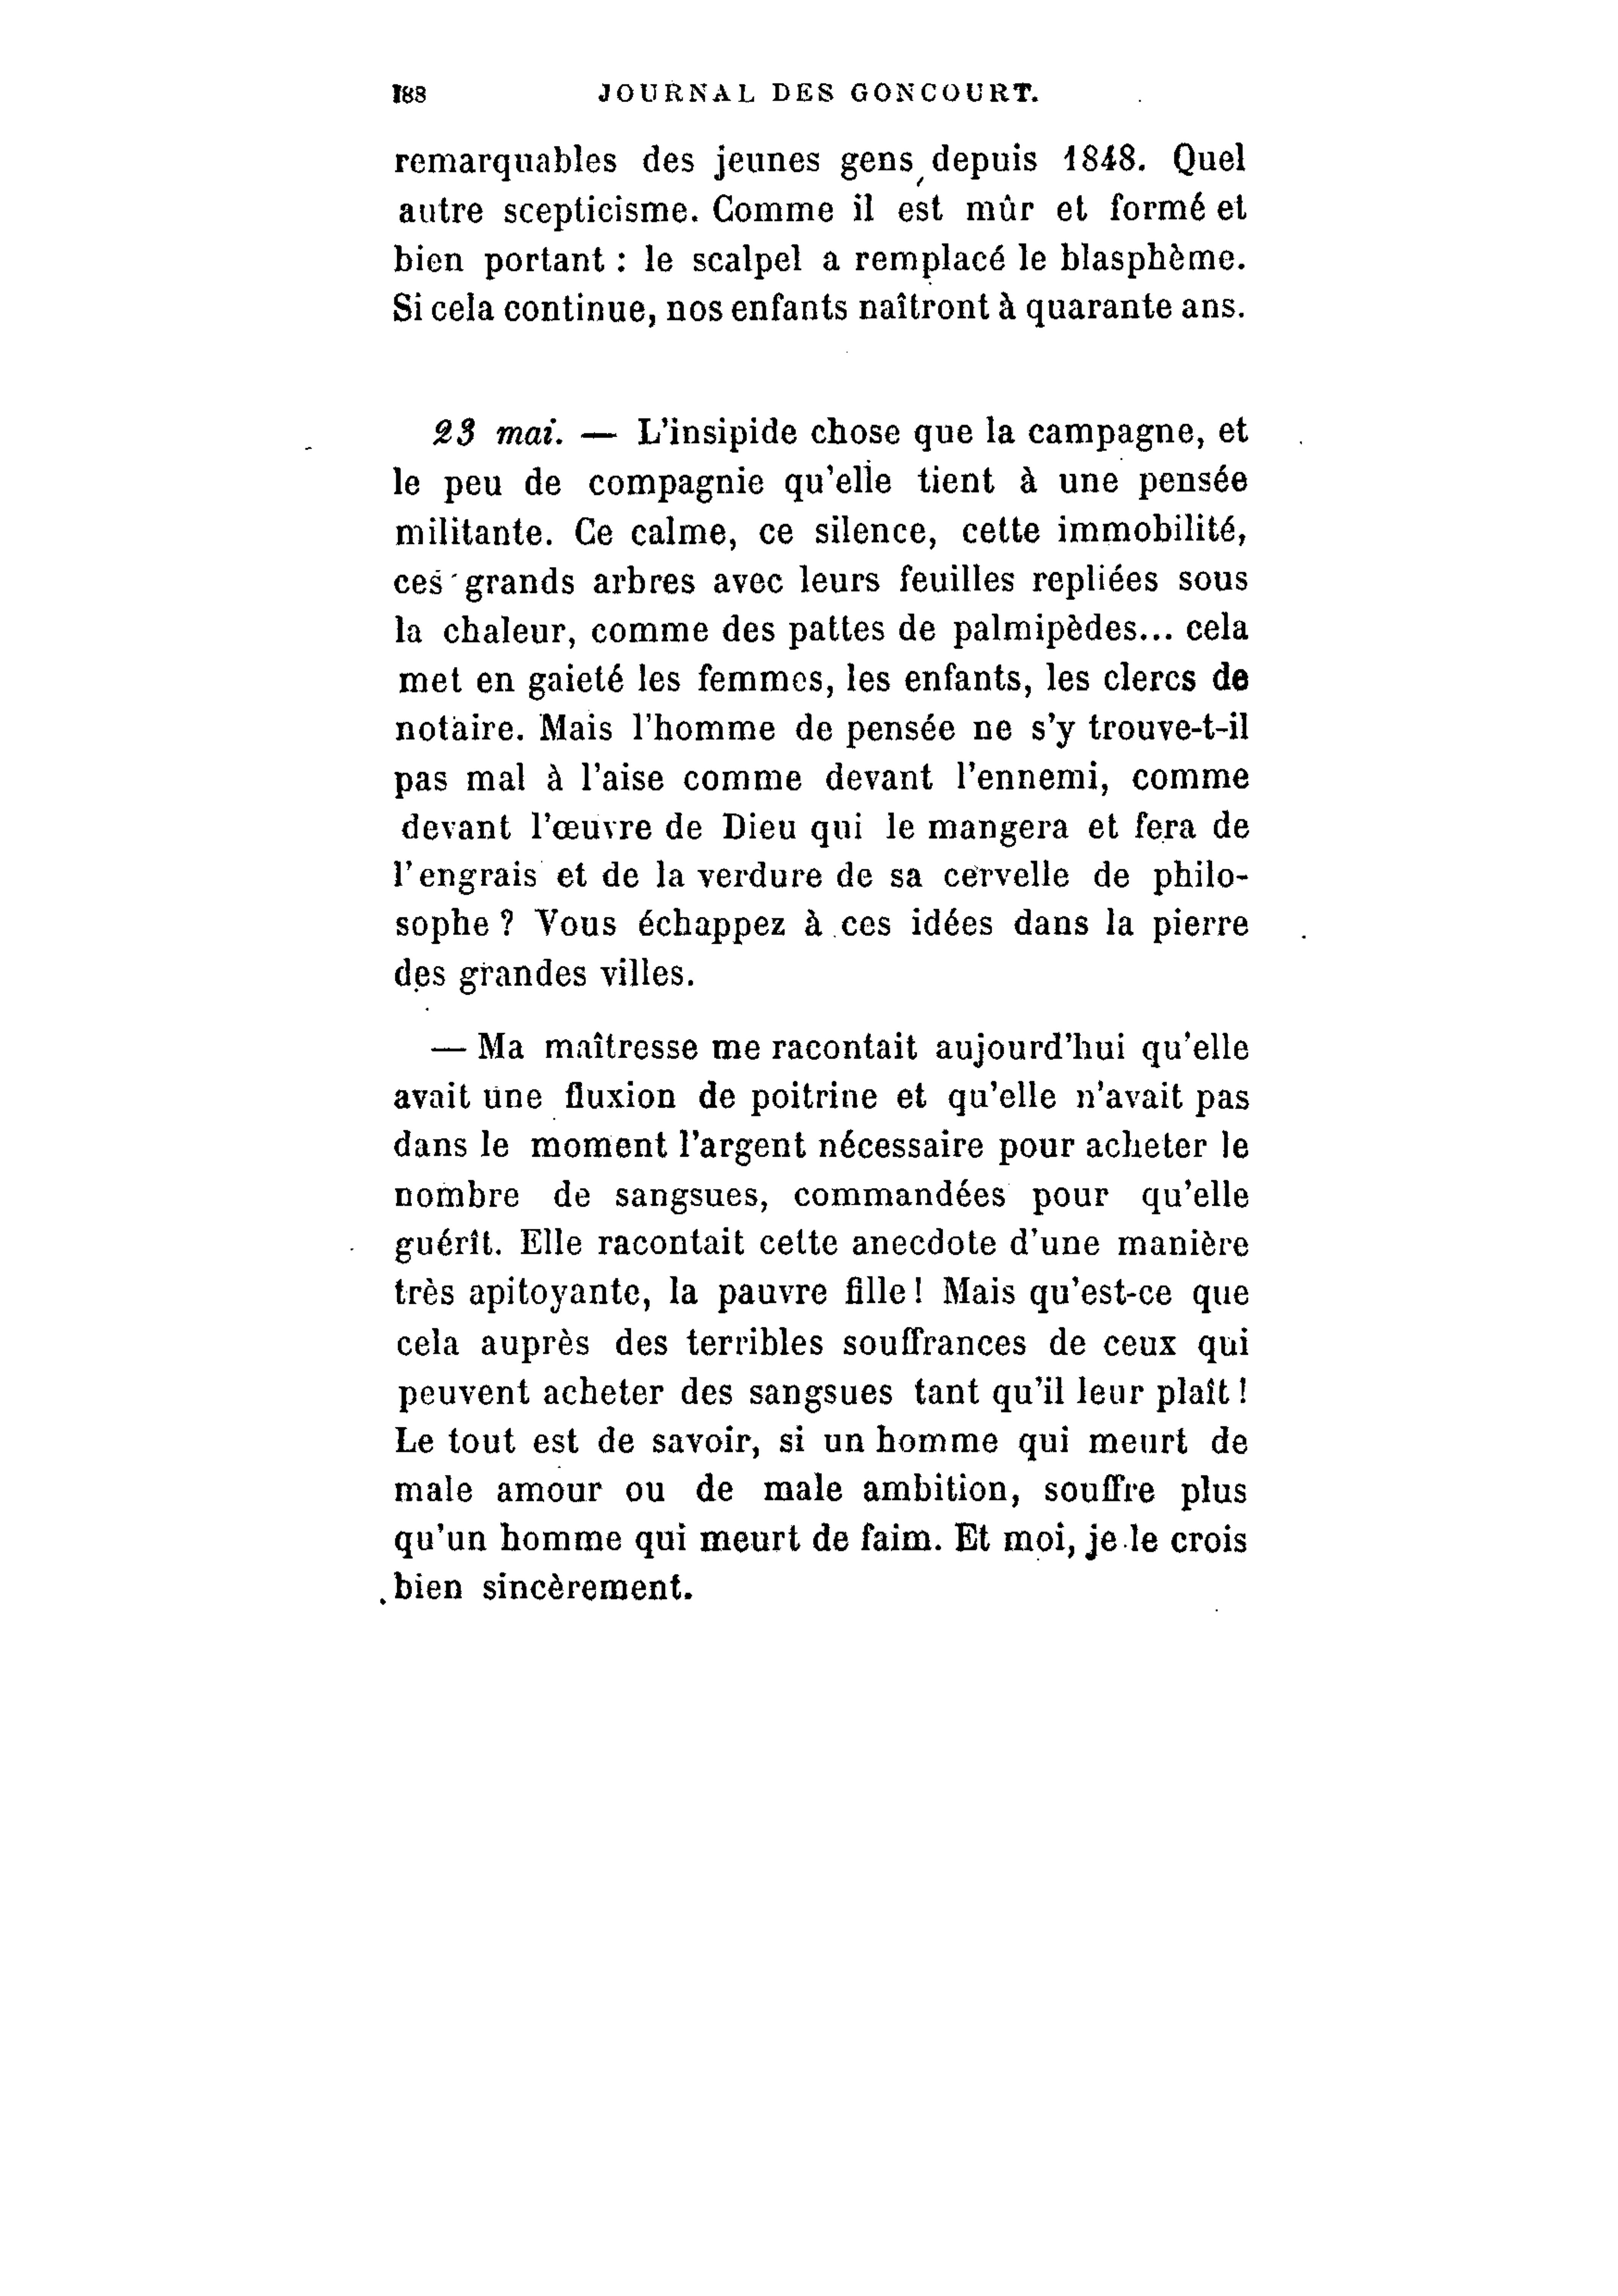 188 JOURNAL DES GONCOURT.
remarquables des jeunes gens depuis 1848. Quel
autre scepticisme. Comme il est mûr et formé et
bien portant : le scalpel a remplacé le blasphème.
Si cela continue, nos enfants naîtront à quarante ans.
23 mai. — L'insipide chose que la campagne, et
le peu de compagnie qu'elle tient à une pensée
militante. Ce calme, ce silence, cette immobilité,
ces grands arbres avec leurs feuilles repliées sous
la chaleur, comme des pattes de palmipèdes... cela
met en gaieté les femmes, les enfants, les clercs de
notaire. Mais l'homme de pensée ne s'y trouve-t-il
pas mal à l'aise comme devant l'ennemi, comme
devant l'œuvre de Dieu qui le mangera et fera de
l'engrais et de la verdure de sa cervelle de philo-
sophe ? Vous échappez à ces idées dans la pierre
des grandes villes.
— Ma maîtresse me racontait aujourd'hui qu'elle
avait une fluxion de poitrine et qu'elle n'avait pas
dans le moment l'argent nécessaire pour acheter le
nombre de sangsues, commandées pour qu'elle
guérît. Elle racontait cette anecdote d'une manière
très apitoyante, la pauvre fille! Mais qu'est-ce que
cela auprès des terribles souffrances de ceux qui
peuvent acheter des sangsues tant qu'il leur plaît!
Le tout est de savoir, si un homme qui meurt de
male amour ou de male ambition, souffre plus
qu'un homme qui meurt de faim. Et moi, je le crois
bien sincèrement.